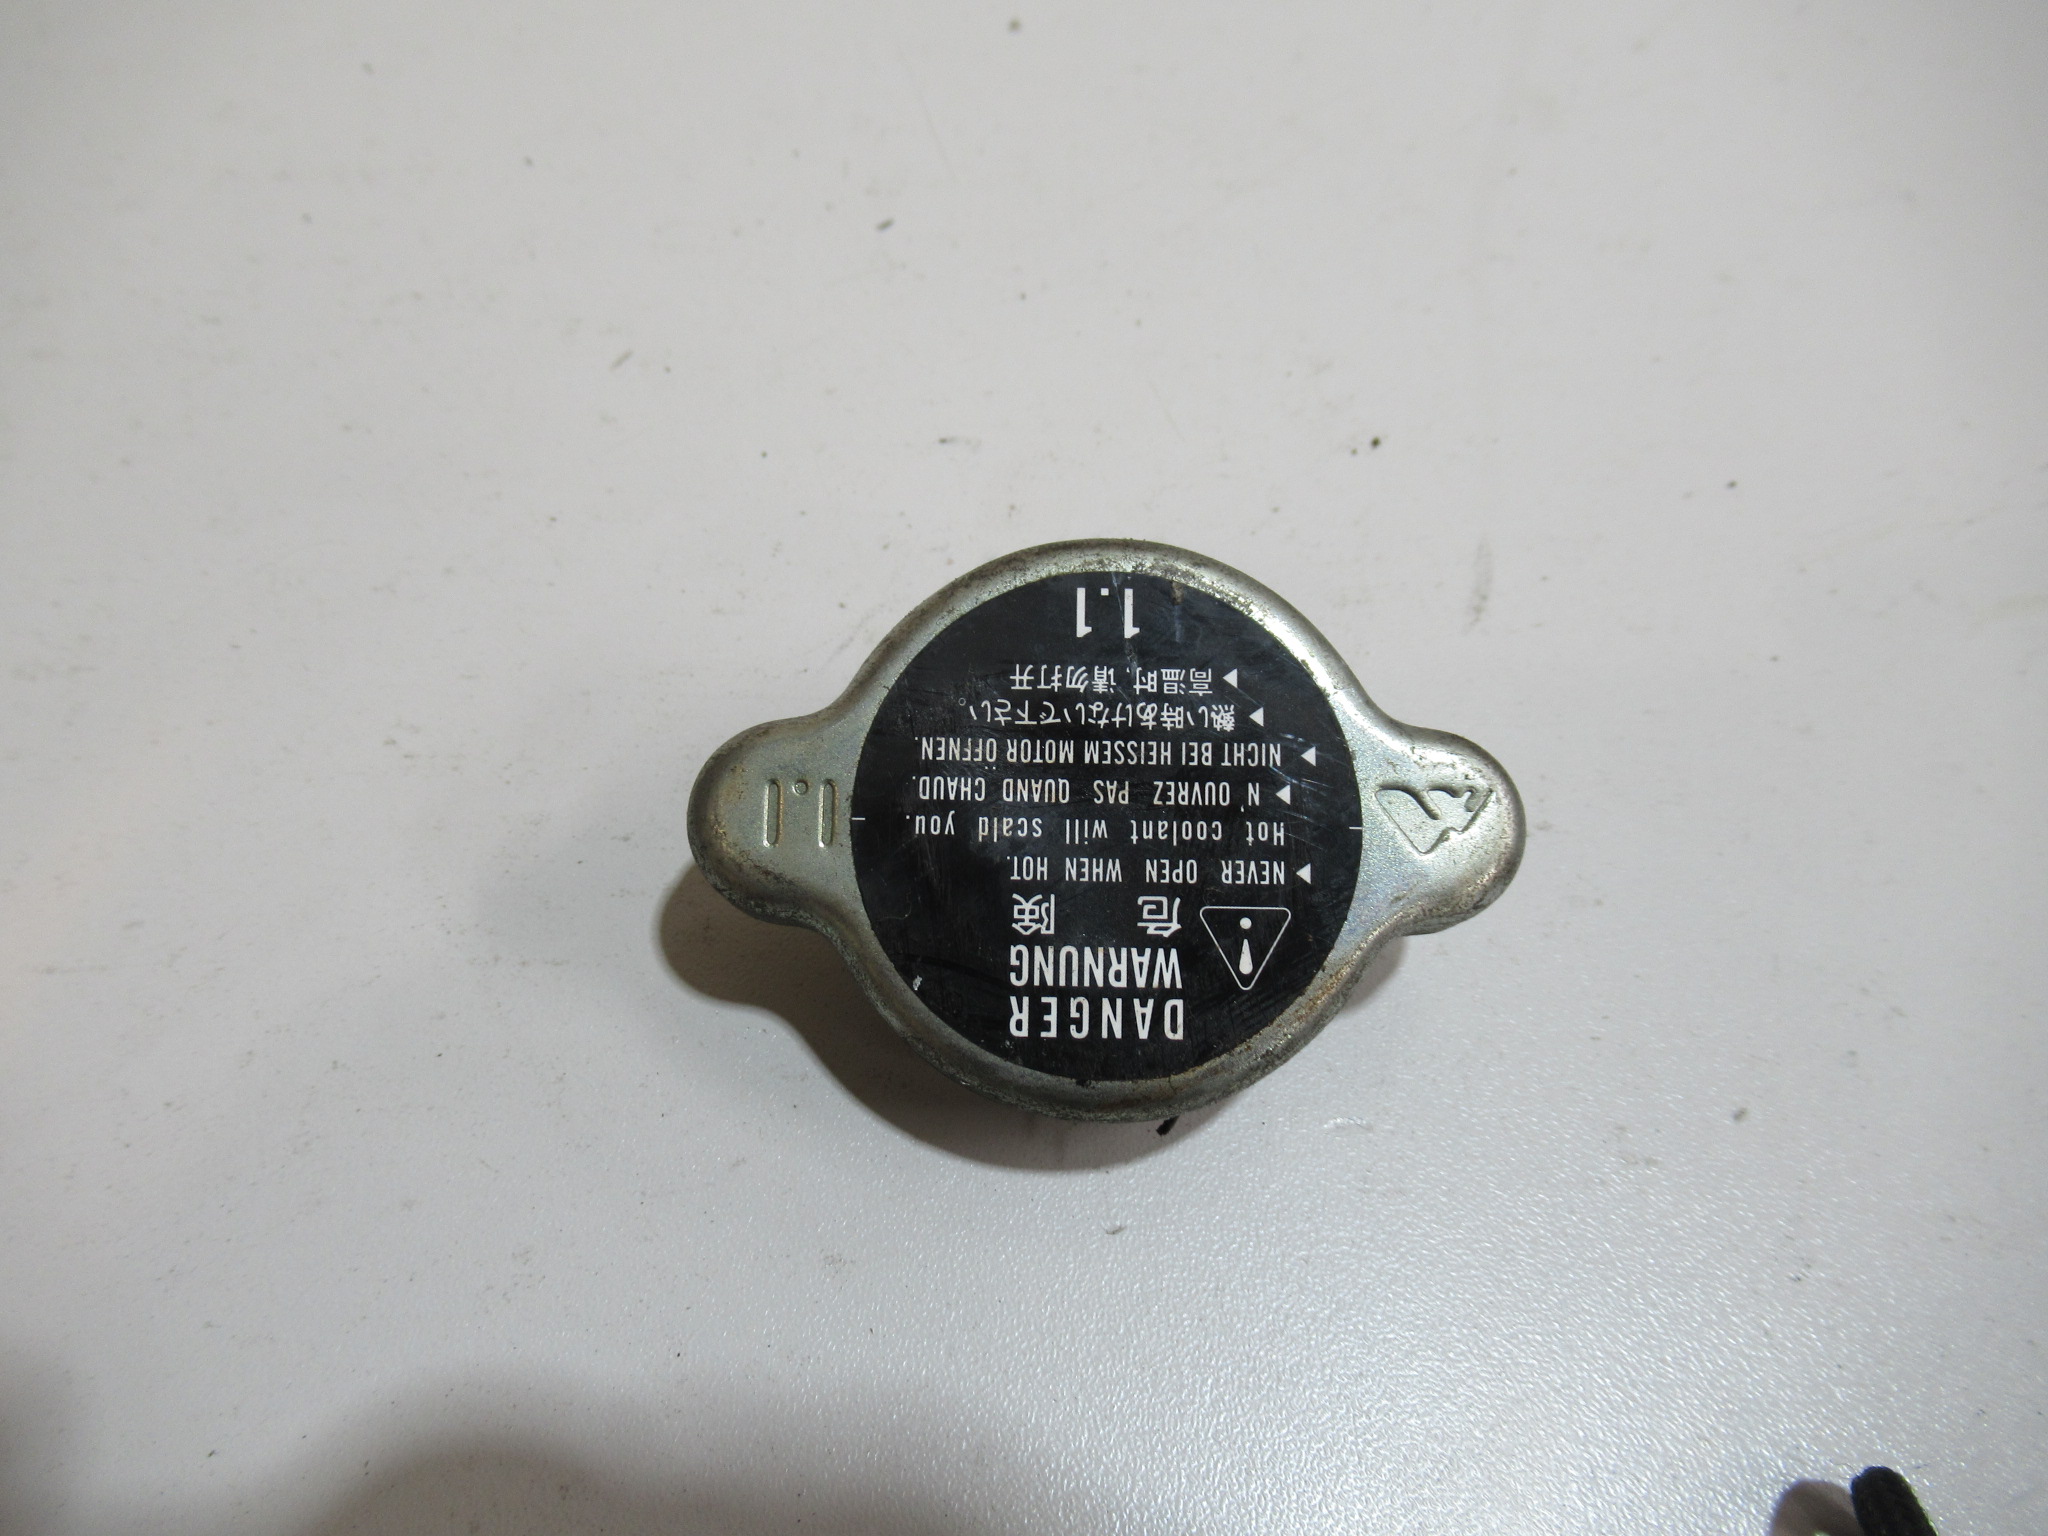 DANGER
WARNUNG
危険
NEVER OPEN WHEN HOT.
Hot coolant will scald you.
N' OUVREZ PAS QUAND CHAUD.
NICHT BEI HEISSEM MOTOR ÖFFNEN.
熱い時あけないで下さい。
高温时,请勿打开
1.1
1.1